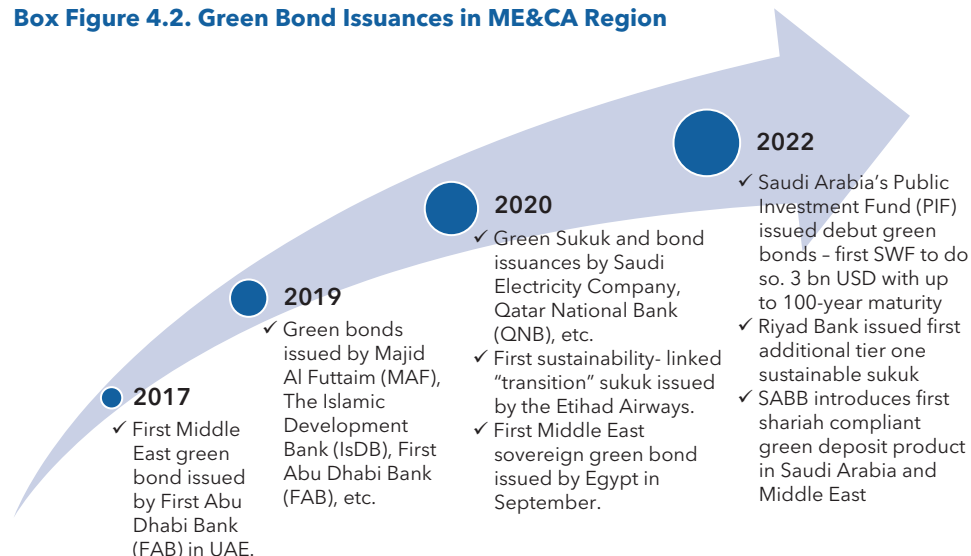 Box Figure 4.2. Green Bond Issuances in ME&CA Region
2017
✓ First Middle
East green
bond issued
by First Abu
Dhabi Bank
(FAB) in UAE.
2019
✓ Green bonds
issued by Majid
Al Futtaim (MAF),
The Islamic
Development
Bank (IsDB), First
Abu Dhabi Bank
(FAB), etc.
2020
✓ Green Sukuk and bond
issuances by Saudi
Electricity Company,
Qatar National Bank
(QNB), etc.
✓ First sustainability- linked
“transition” sukuk issued
by the Etihad Airways.
✓ First Middle East
sovereign green bond
issued by Egypt in
September.
2022
✓ Saudi Arabia’s Public
Investment Fund (PIF)
issued debut green
bonds – first SWF to do
so. 3 bn USD with up
to 100-year maturity
✓ Riyad Bank issued first
additional tier one
sustainable sukuk
✓ SABB introduces first
shariah compliant
green deposit product
in Saudi Arabia and
Middle East